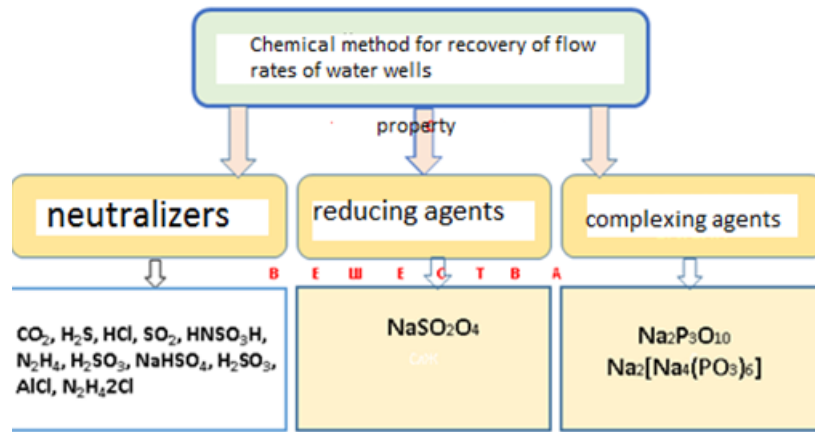 Chemical method for recovery of flow
rates of water wells
property
neutralizers
reducing agents
complexing agents
В Е Ш Е С Т В А
CO₂, H₂S, HCl, SO₂, HNSO₃H,
N₂H₄, H₂SO₃, NaHSO₄, H₂SO₃,
AlCl, N₂H₄2Cl
NaSO₂O₄
Na₂P₃O₁₀
Na₂[Na₄(PO₃)₆]